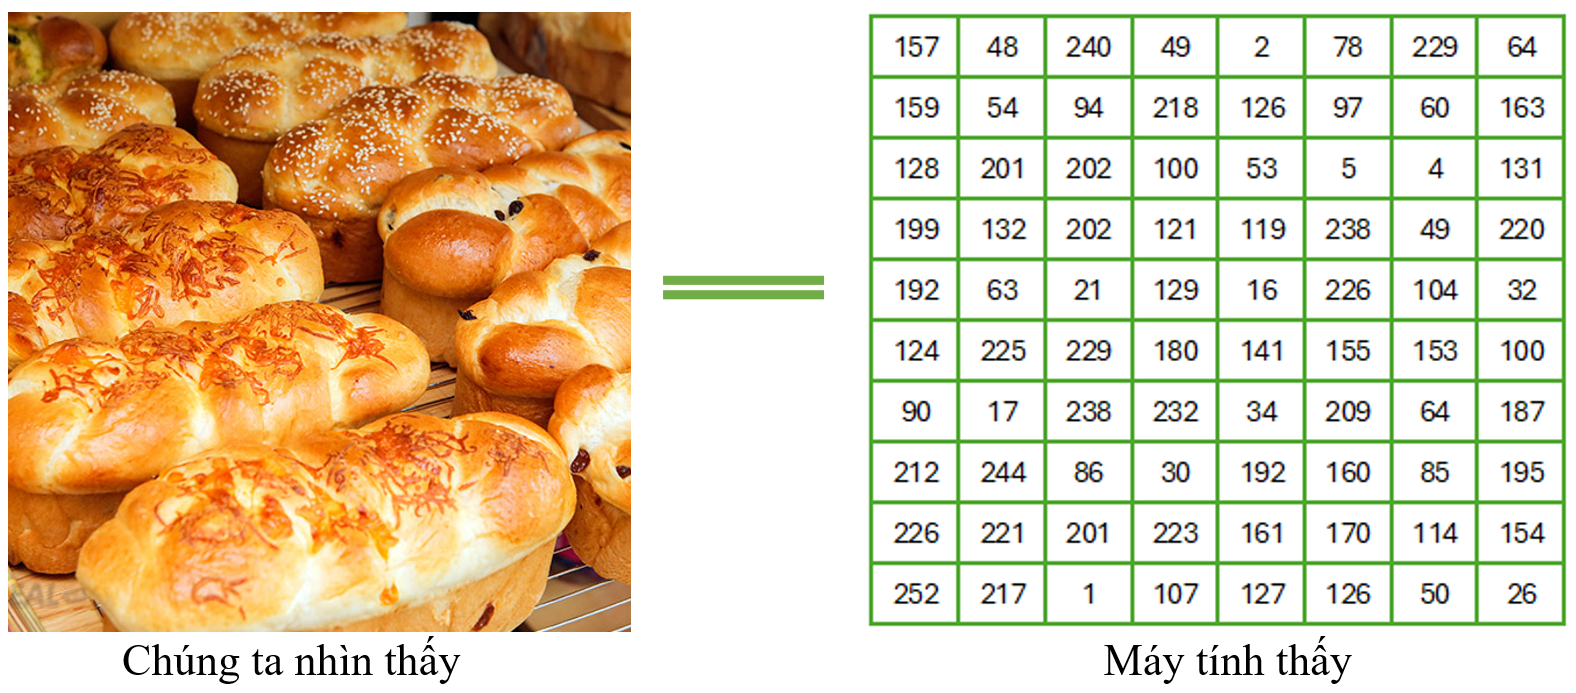 157 48 240 49 2 78 229 64
159 54 94 218 126 97 60 163
128 201 202 100 53 5 4 131
199 132 202 121 119 238 49 220
192 63 21 129 16 226 104 32
124 225 229 180 141 155 153 100
90 17 238 232 34 209 64 187
212 244 86 30 192 160 85 195
226 221 201 223 161 170 114 154
252 217 1 107 127 126 50 26
Chúng ta nhìn thấy
Máy tính thấy